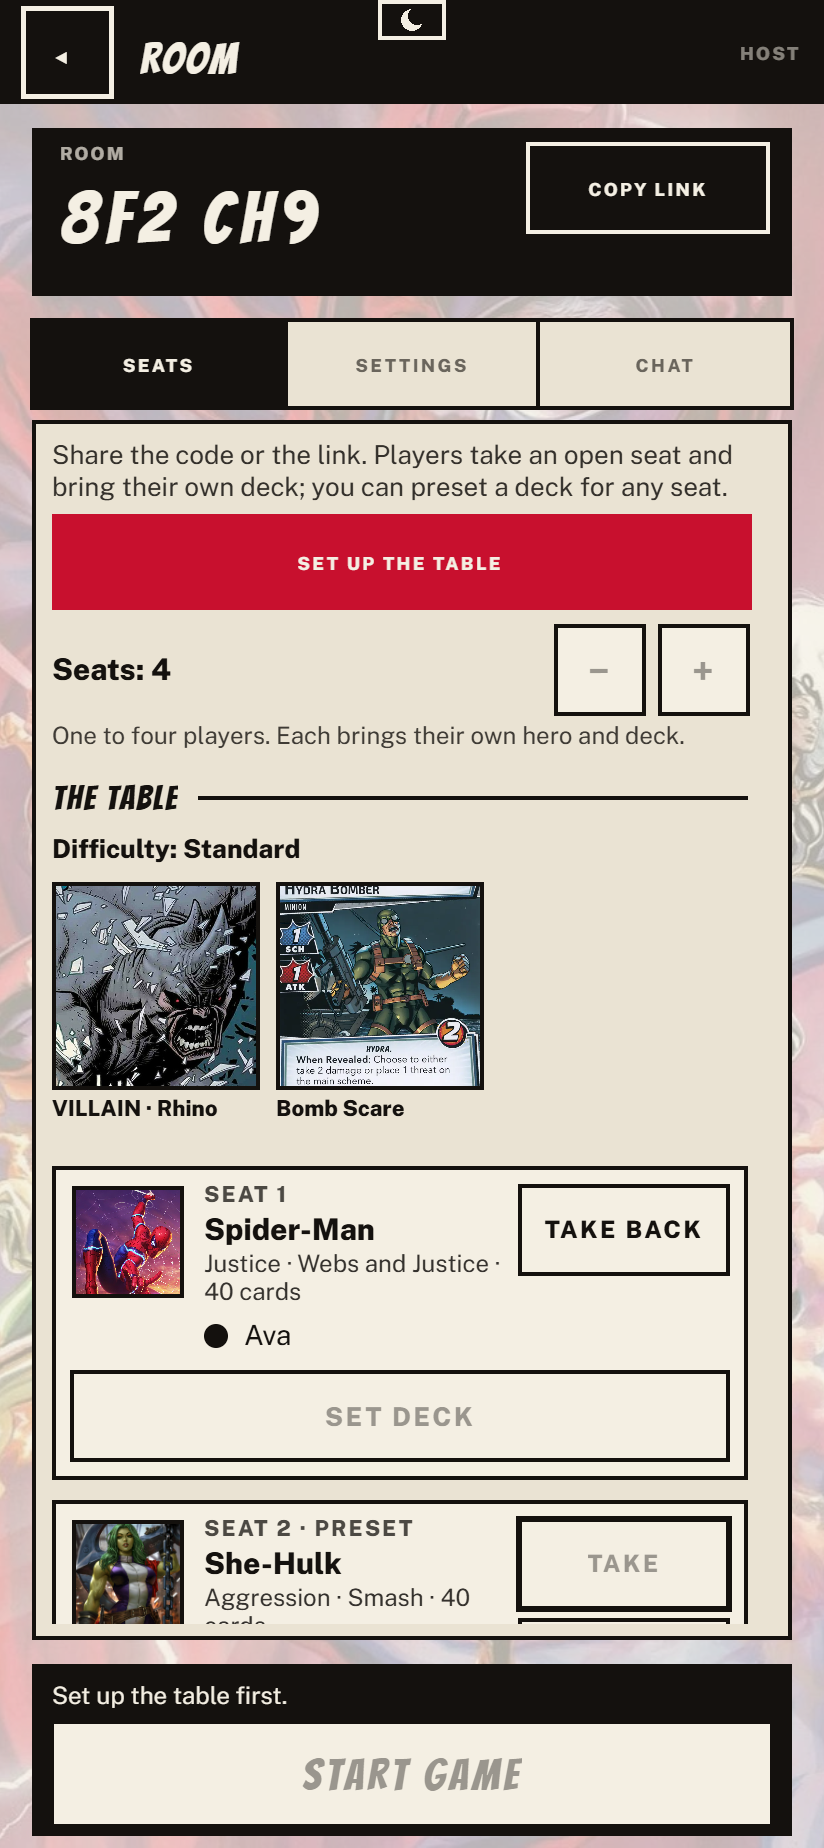 ◄
ROOM
HOST
ROOM
8F2 CH9
COPY LINK
SEATS
SETTINGS
CHAT
Share the code or the link. Players take an open seat and
bring their own deck; you can preset a deck for any seat.
SET UP THE TABLE
Seats: 4
−
+
One to four players. Each brings their own hero and deck.
THE TABLE
Difficulty: Standard
HYDRA BOMBER
MINION
1
SCH
1
ATK
2
HYDRA.
When Revealed: Choose to either
take 2 damage or place 1 threat on
the main scheme.
VILLAIN · Rhino
Bomb Scare
SEAT 1
Spider-Man
Justice · Webs and Justice ·
40 cards
Ava
TAKE BACK
SET DECK
SEAT 2 · PRESET
She-Hulk
Aggression · Smash · 40
cards
TAKE
Set up the table first.
START GAME